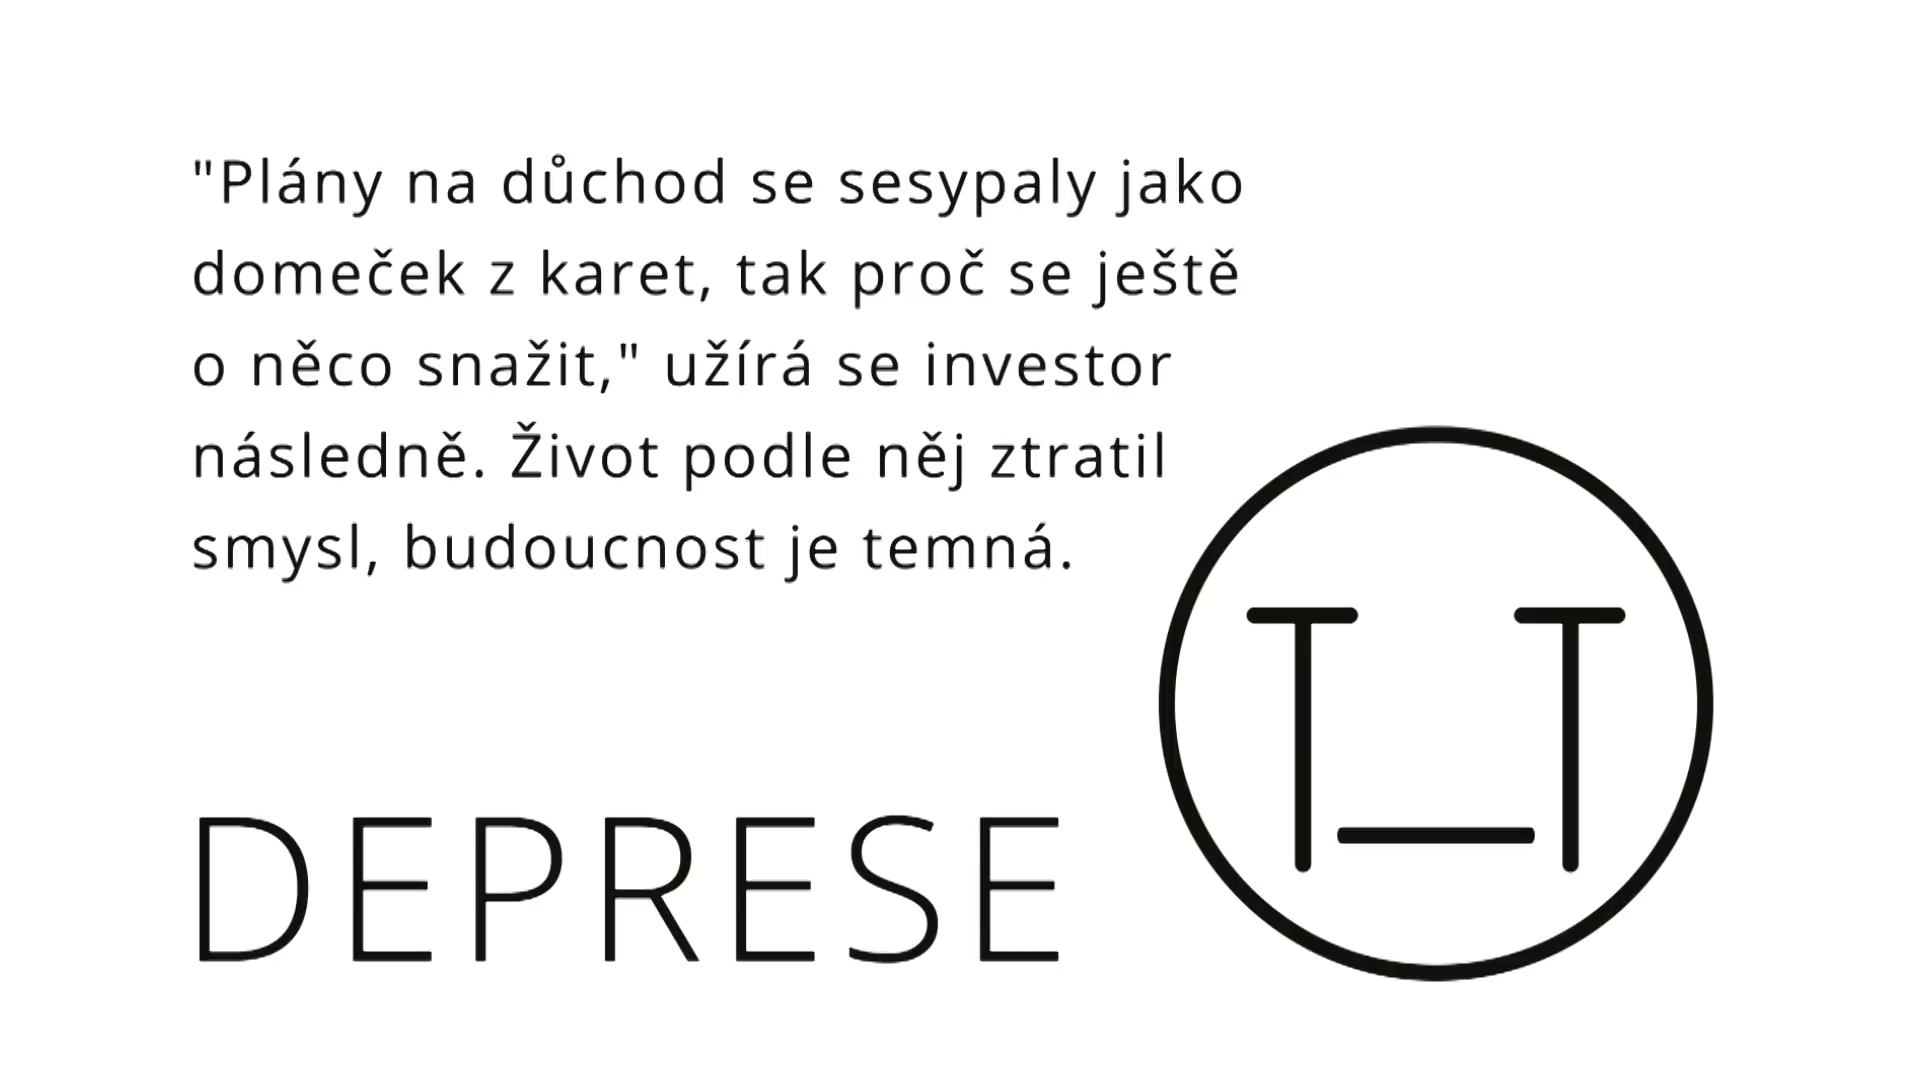 "Plány na důchod se sesypaly jako
domeček z karet, tak proč se ještě
o něco snažit," užírá se investor
následně. Život podle něj ztratil
smysl, budoucnost je temná.
DEPRESE